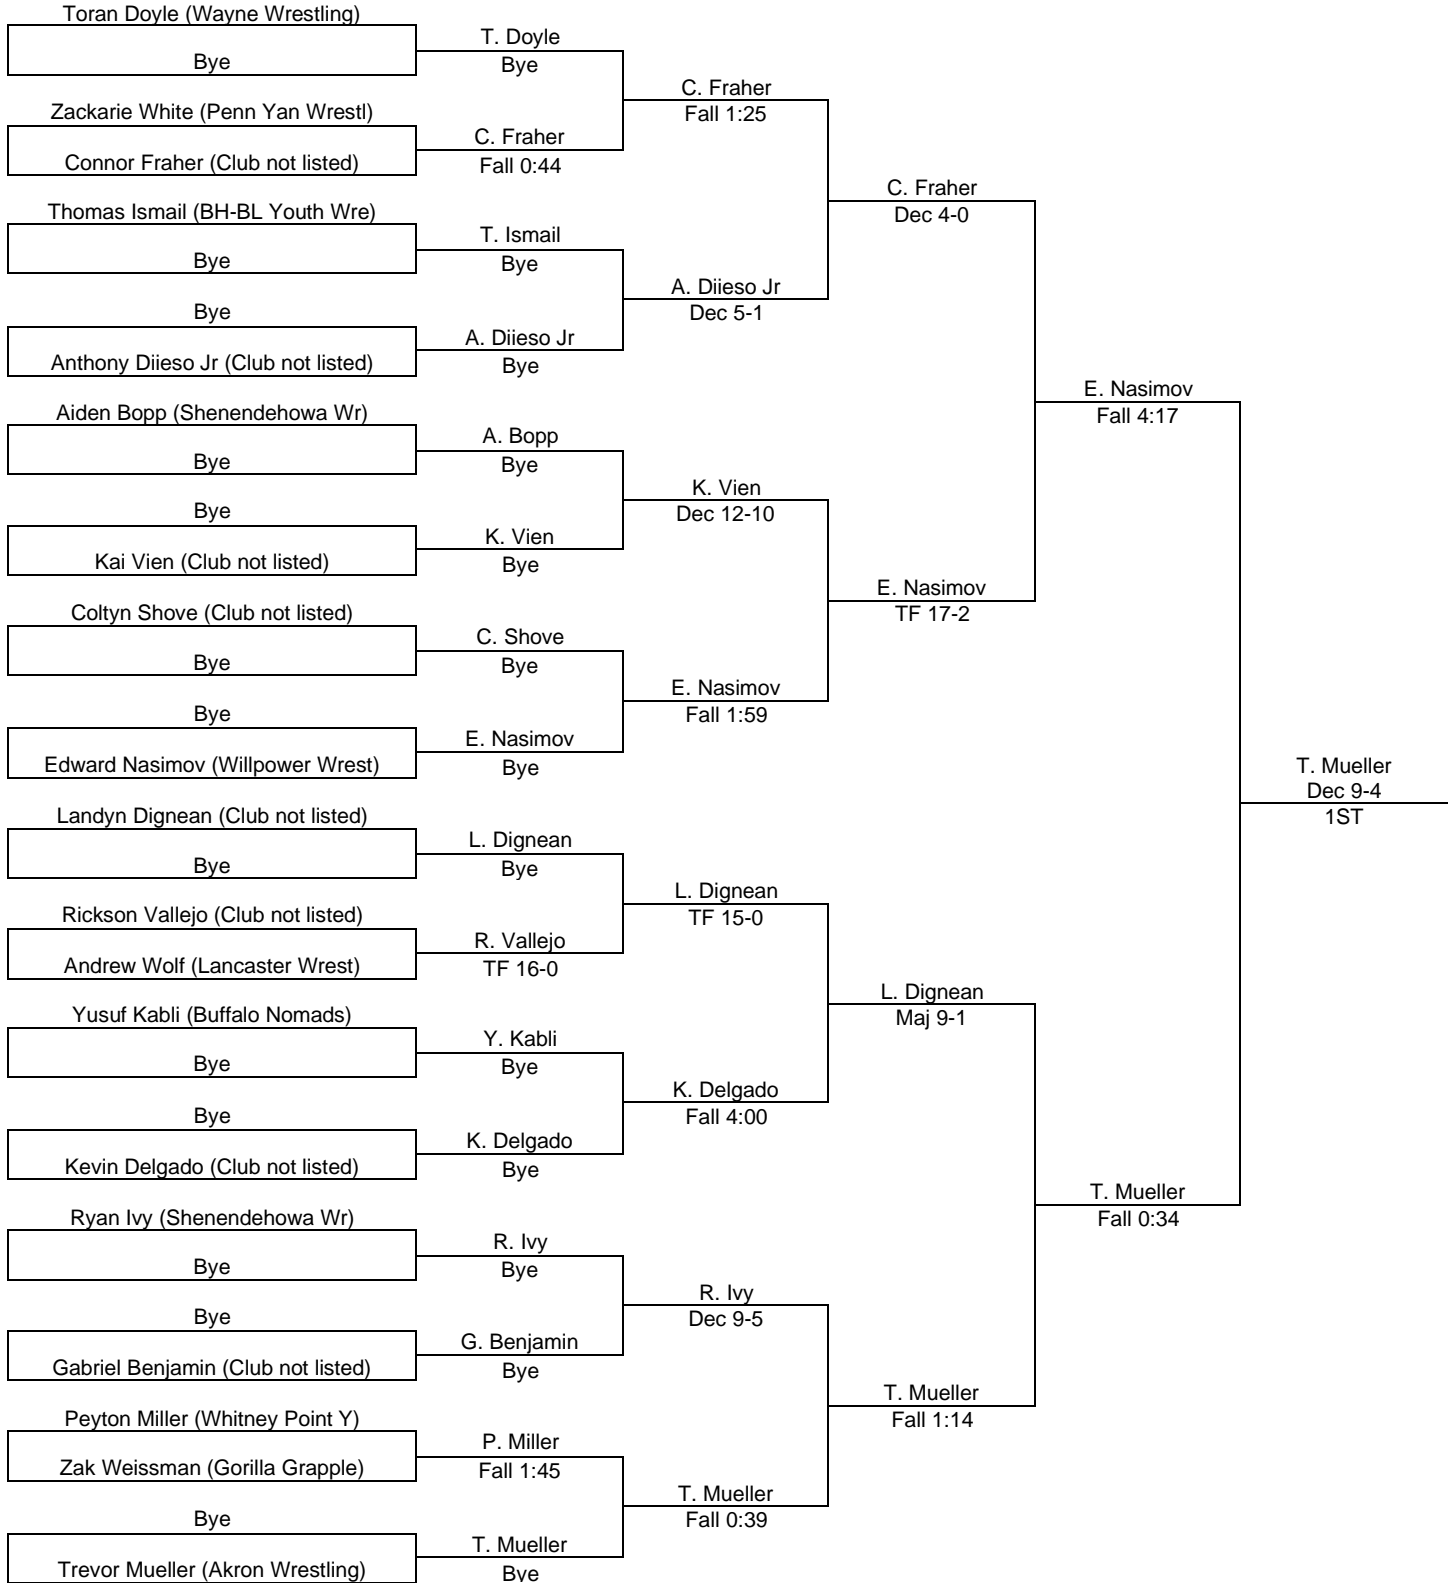 Toran Doyle (Wayne Wrestling)
Bye
Zackarie White (Penn Yan Wrestl)
Connor Fraher (Club not listed)
Thomas Ismail (BH-BL Youth Wre)
Bye
Bye
Anthony Diieso Jr (Club not listed)
Aiden Bopp (Shenendehowa Wr)
Bye
Bye
Kai Vien (Club not listed)
Coltyn Shove (Club not listed)
Bye
Bye
Edward Nasimov (Willpower Wrest)
Landyn Dignean (Club not listed)
Bye
Rickson Vallejo (Club not listed)
Andrew Wolf (Lancaster Wrest)
Yusuf Kabli (Buffalo Nomads)
Bye
Bye
Kevin Delgado (Club not listed)
Ryan Ivy (Shenendehowa Wr)
Bye
Bye
Gabriel Benjamin (Club not listed)
Peyton Miller (Whitney Point Y)
Zak Weissman (Gorilla Grapple)
Bye
Trevor Mueller (Akron Wrestling)
T. Doyle
Bye
C. Fraher
Fall 0:44
T. Ismail
Bye
A. Diieso Jr
Bye
A. Bopp
Bye
K. Vien
Bye
C. Shove
Bye
E. Nasimov
Bye
L. Dignean
Bye
R. Vallejo
TF 16-0
Y. Kabli
Bye
K. Delgado
Bye
R. Ivy
Bye
G. Benjamin
Bye
P. Miller
Fall 1:45
T. Mueller
Bye
C. Fraher
Fall 1:25
A. Diieso Jr
Dec 5-1
K. Vien
Dec 12-10
E. Nasimov
Fall 1:59
L. Dignean
TF 15-0
K. Delgado
Fall 4:00
R. Ivy
Dec 9-5
T. Mueller
Fall 0:39
C. Fraher
Dec 4-0
E. Nasimov
TF 17-2
L. Dignean
Maj 9-1
T. Mueller
Fall 1:14
E. Nasimov
Fall 4:17
T. Mueller
Fall 0:34
T. Mueller
Dec 9-4
1ST